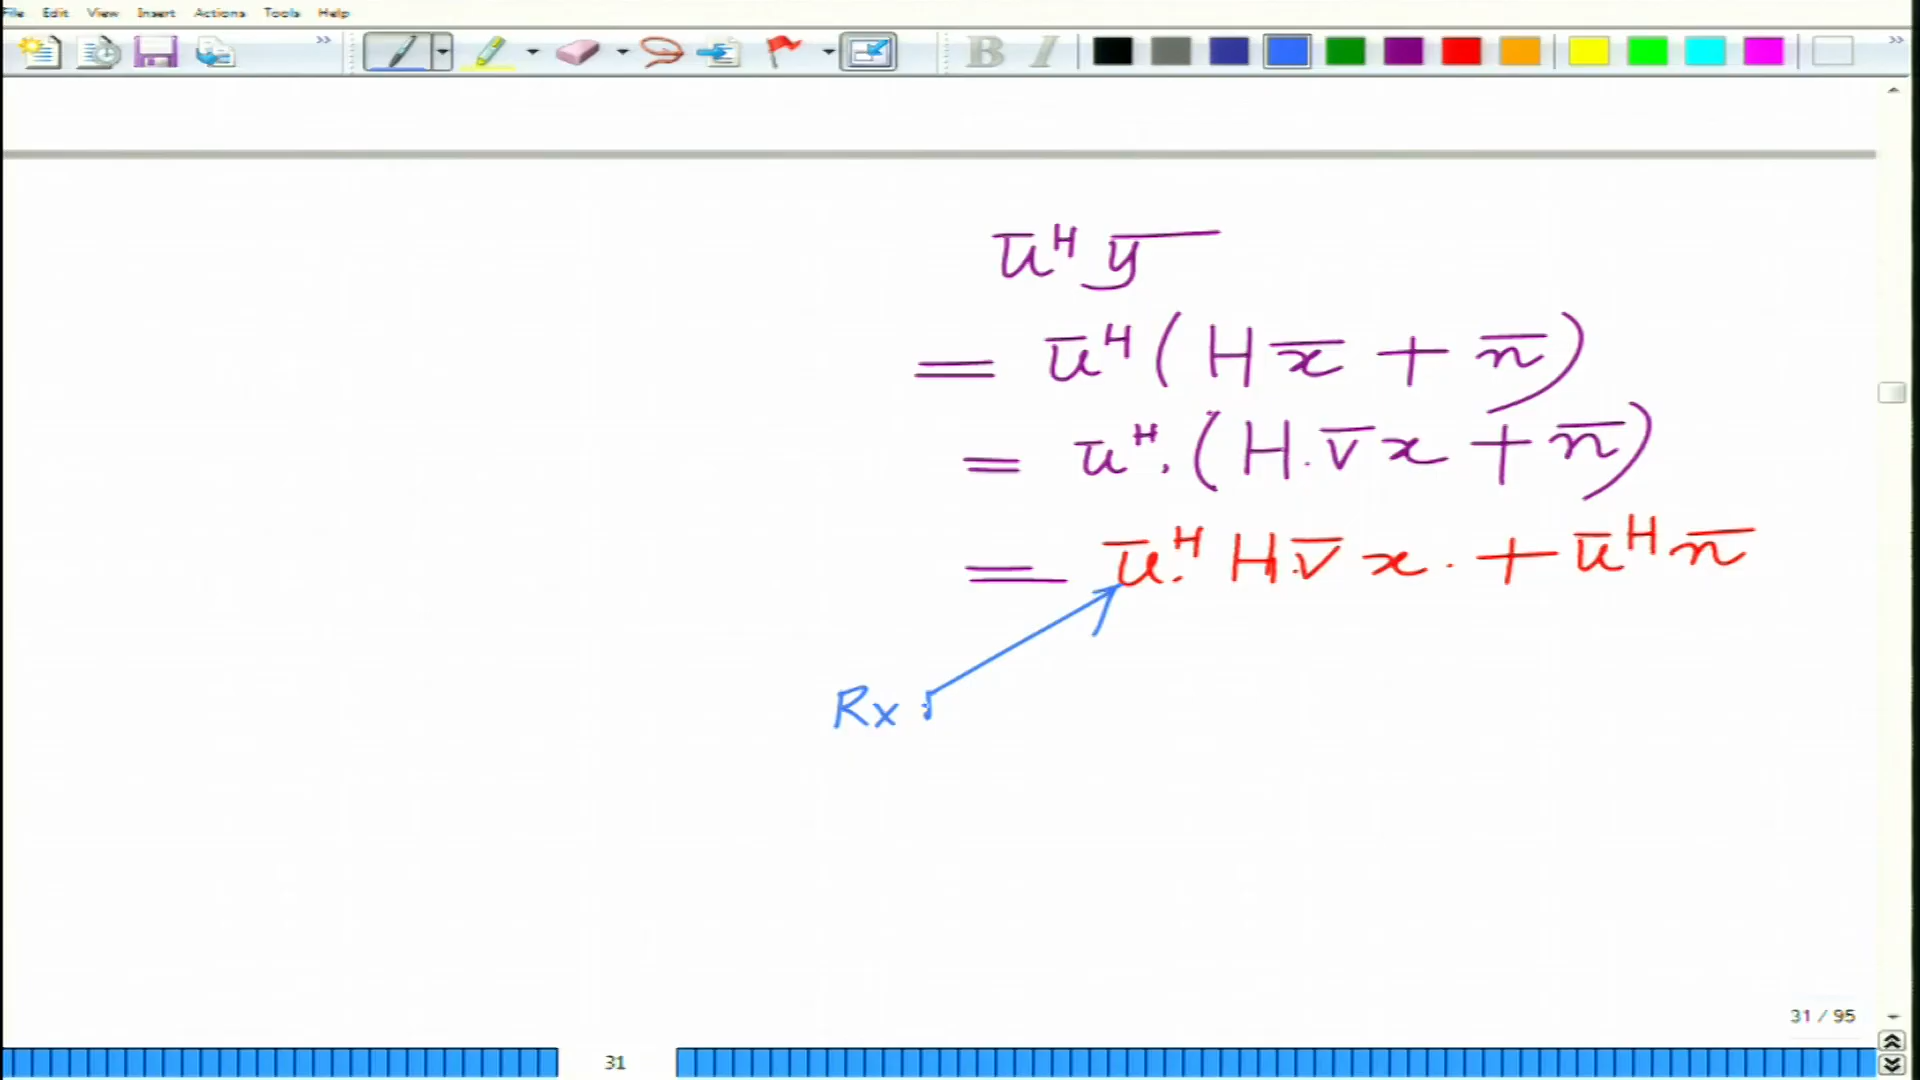 File Edit View Insert Actions Tools Help
B I
u̅ᴴ y̅
= u̅ᴴ (H x̅ + n̅)
= u̅ᴴ. (H. v̅ x + n̅)
= u̅.ᴴ H. v̅ x. + u̅ᴴ n̅
Rx
31 / 95
31